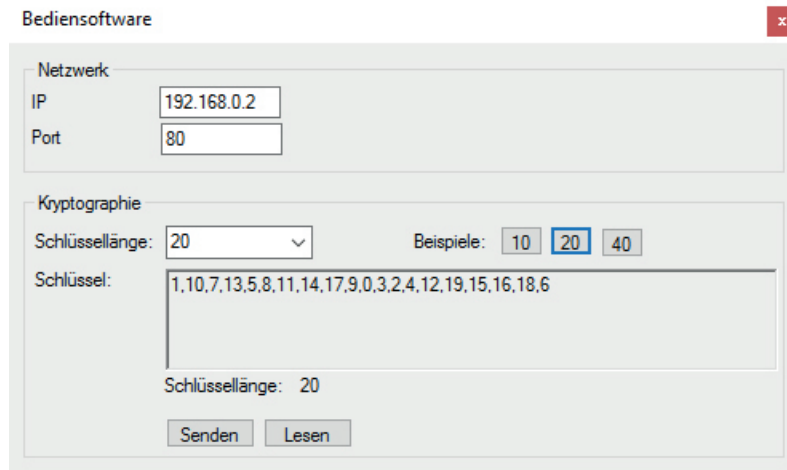 Bediensoftware
x
Netzwerk
IP 192.168.0.2
Port 80
Kryptographie
Schlüssellänge: 20 Beispiele: 10 20 40
Schlüssel: 1,10,7,13,5,8,11,14,17,9,0,3,2,4,12,19,15,16,18,6
Schlüssellänge: 20
Senden Lesen